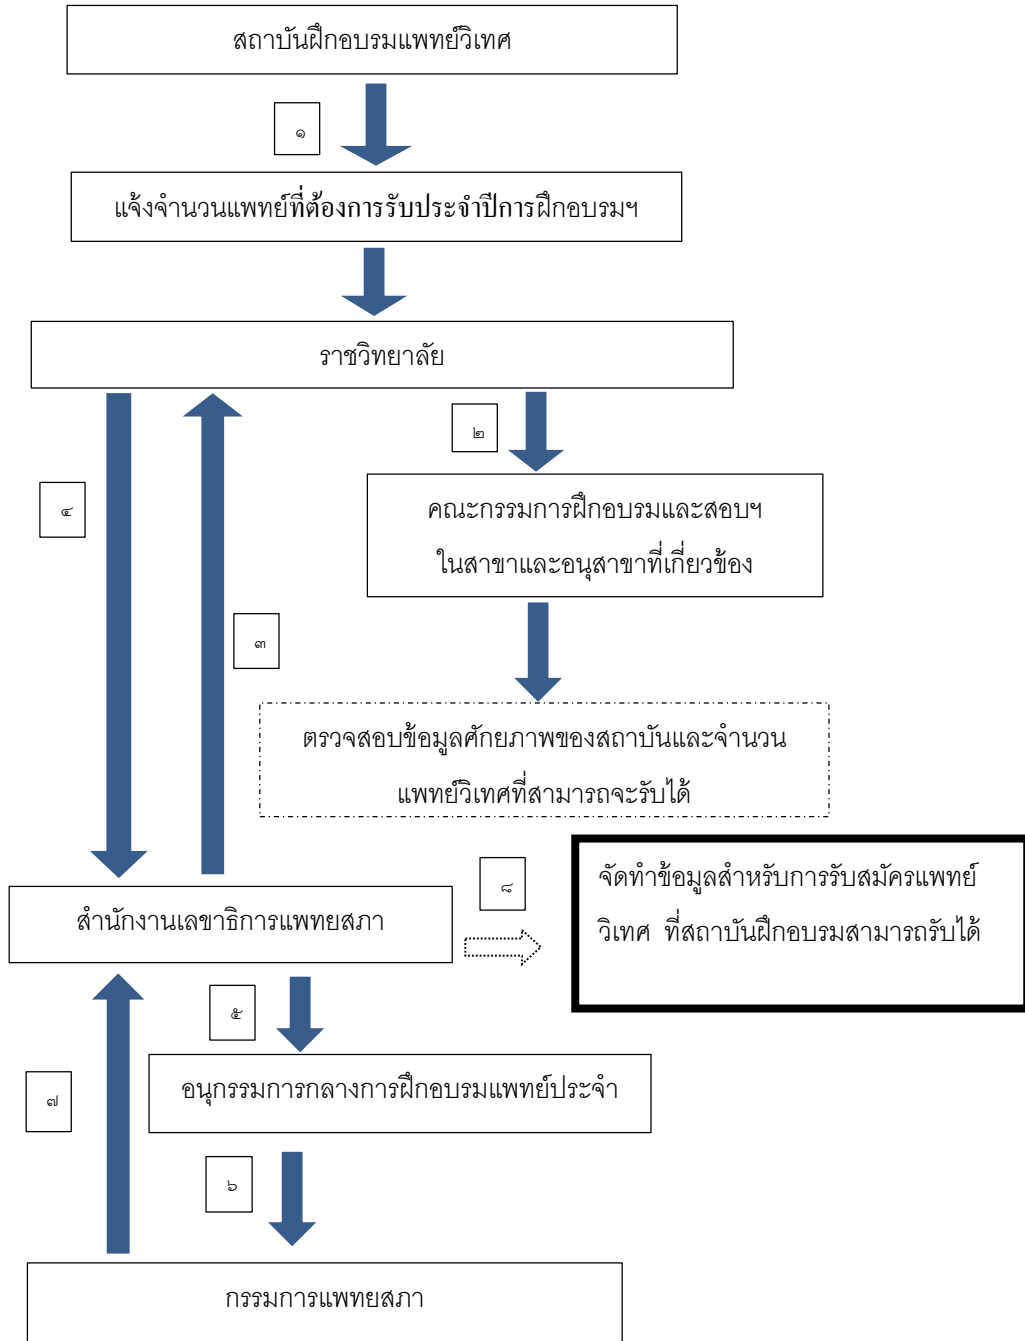 สถาบันฝึกอบรมแพทย์วิเทศ
๑
แจ้งจำนวนแพทย์ที่ต้องการรับประจำปีการฝึกอบรมฯ
ราชวิทยาลัย
๒
๔
คณะกรรมการฝึกอบรมและสอบฯ
ในสาขาและอนุสาขาที่เกี่ยวข้อง
๓
ตรวจสอบข้อมูลศักยภาพของสถาบันและจำนวน
แพทย์วิเทศที่สามารถจะรับได้
สำนักงานเลขาธิการแพทยสภา
๘
จัดทำข้อมูลสำหรับการรับสมัครแพทย์
วิเทศ ที่สถาบันฝึกอบรมสามารถรับได้
๕
อนุกรรมการกลางการฝึกอบรมแพทย์ประจำ
๗
๖
กรรมการแพทยสภา